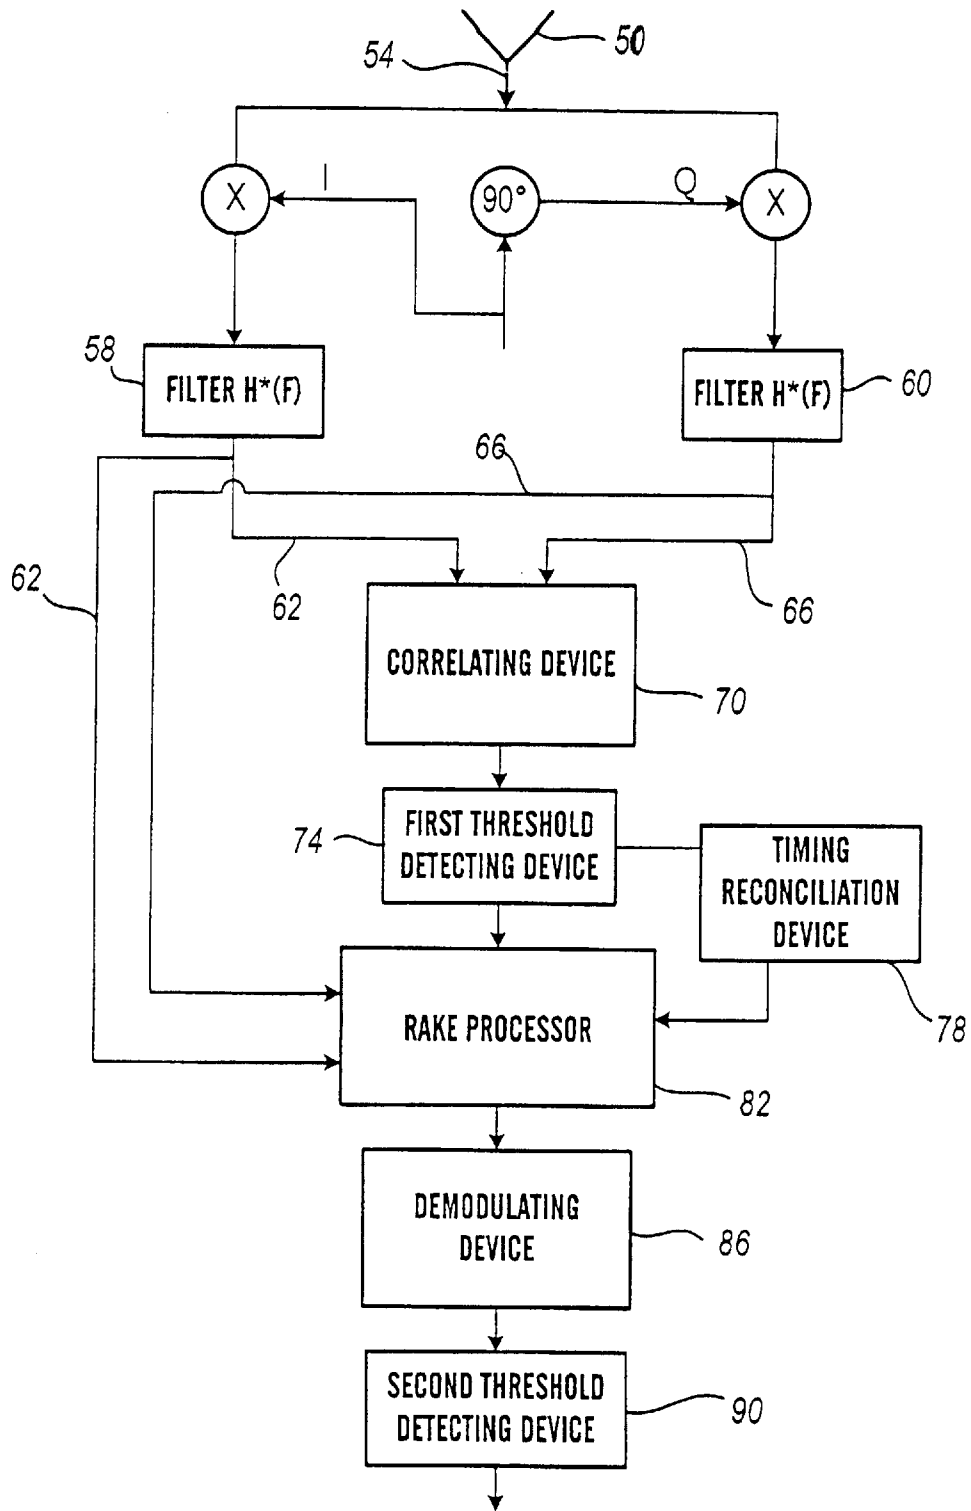 50
54
I
90°
Q
X
X
58
FILTER H*(F)
FILTER H*(F)
60
66
62
62
66
CORRELATING DEVICE
70
74
FIRST THRESHOLD
DETECTING DEVICE
TIMING
RECONCILIATION
DEVICE
78
RAKE PROCESSOR
82
DEMODULATING
DEVICE
86
SECOND THRESHOLD
DETECTING DEVICE
90